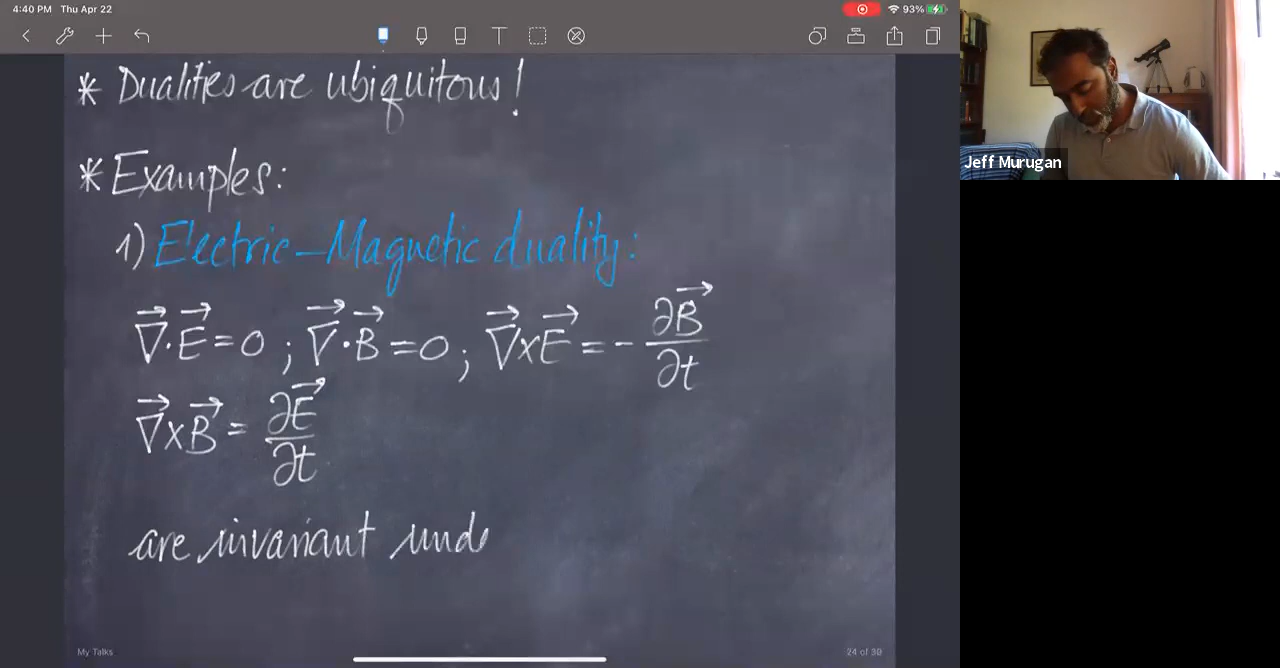 4:40 PM Thu Apr 22
93%
* Dualities are ubiquitous!
* Examples:
1) Electric-Magnetic duality:
∇⃗·E⃗=0 ; ∇⃗·B⃗=0 ; ∇⃗×E⃗=-∂B⃗/∂t
∇⃗×B⃗=∂E⃗/∂t
are invariant unde
My Talks
24 of 30
Jeff Murugan